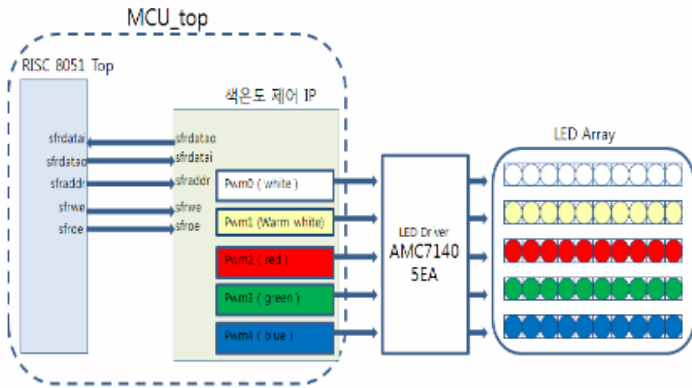 MCU_top
RISC 8051 Top
색온도 제어 IP
sfrdatai
sfrdatao
sfraddr
sfrwe
sfroe
sfrdatao
sfrdatai
sfraddr
sfrwe
sfroe
Pwm0 ( white )
Pwm1 (Warm white)
Pwm2 ( red )
Pwm3 ( green )
Pwm4 ( blue )
LED Driver
AMC7140
5EA
LED Array